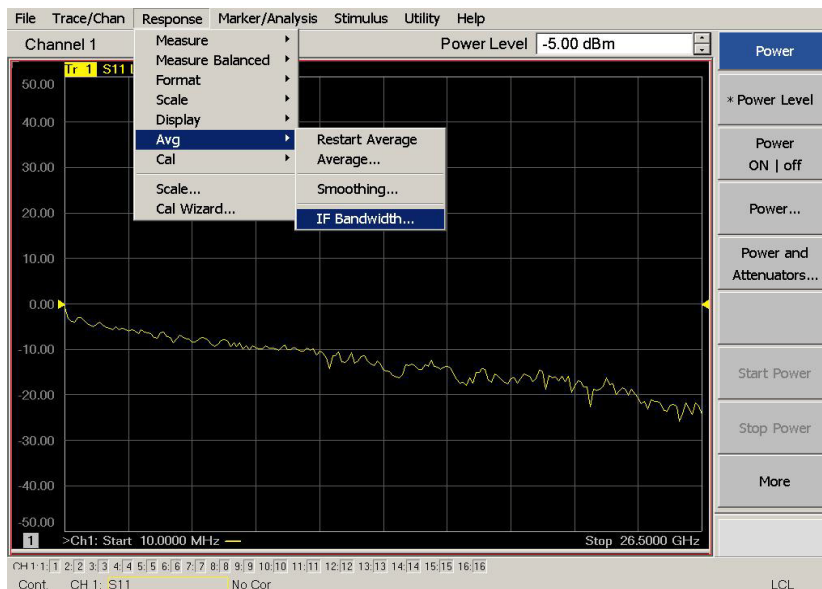 File Trace/Chan Response Marker/Analysis Stimulus Utility Help
Channel 1
Power Level -5.00 dBm
Tr 1 S11
Measure
Measure Balanced
Format
Scale
Display
Avg
Cal
Scale...
Cal Wizard...
Restart Average
Average...
Smoothing...
IF Bandwidth...
50.00
40.00
30.00
20.00
10.00
0.00
-10.00
-20.00
-30.00
-40.00
-50.00
1 >Ch1: Start 10.0000 MHz — Stop 26.5000 GHz
Power
* Power Level
Power
ON | off
Power...
Power and
Attenuators...
Start Power
Stop Power
More
CH 1: 1: 1 2: 2 3: 3 4: 4 5: 5 6: 6 7: 7 8: 8 9: 9 10: 10 11: 11 12: 12 13: 13 14: 14 15: 15 16: 16
Cont. CH 1: S11 No Cor LCL